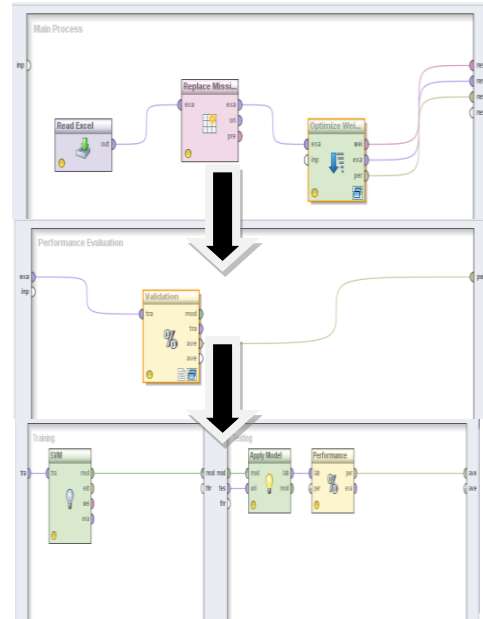 Main Process
inp
res
res
res
res
Read Excel
out
Replace Missi...
exa
exa
ori
pre
Optimize Wei...
exa
wei
inp
exa
per
Performance Evaluation
exa
inp
per
Validation
tra
mod
tra
ave
ave
Training
SVM
tra
tra
mod
est
wei
exa
mod
thr
esting
mod
tes
thr
Apply Model
mod
lab
unl
mod
Performance
lab
per
per
exa
ave
ave